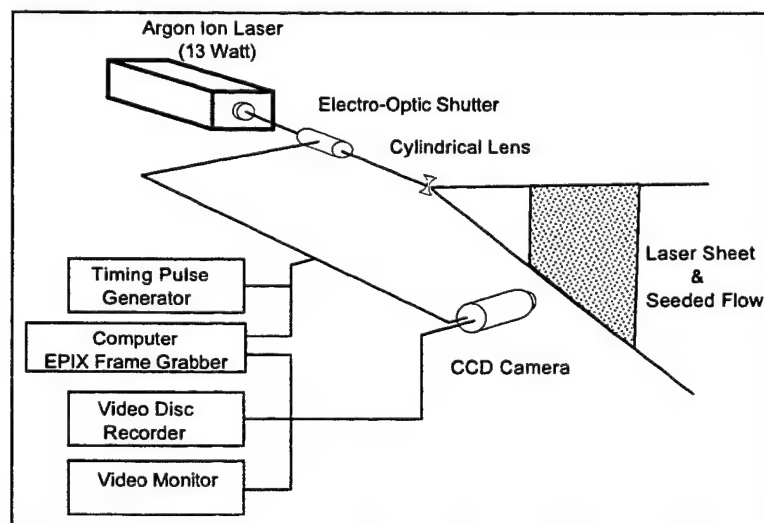 Argon Ion Laser
(13 Watt)
Electro-Optic Shutter
Cylindrical Lens
Laser Sheet
&
Seeded Flow
Timing Pulse
Generator
Computer
EPIX Frame Grabber
CCD Camera
Video Disc
Recorder
Video Monitor